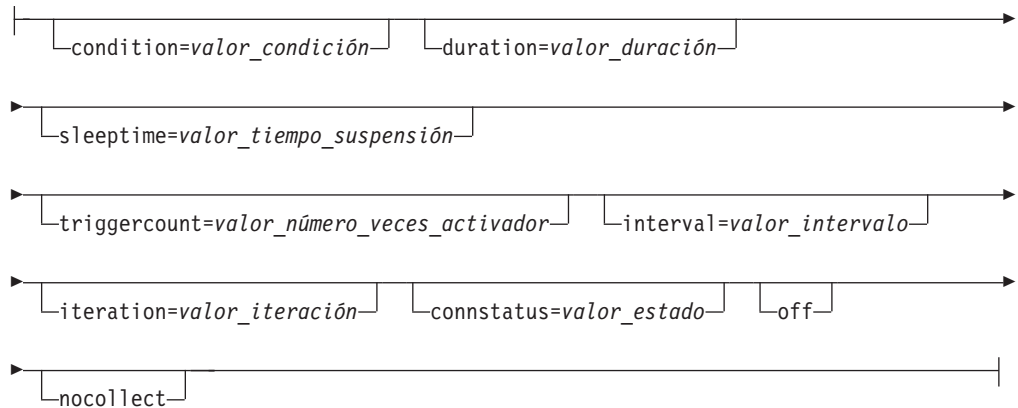 condition=valor_condición duration=valor_duración
sleeptime=valor_tiempo_suspensión
triggercount=valor_número_veces_activador interval=valor_intervalo
iteration=valor_iteración connstatus=valor_estado off
nocollect